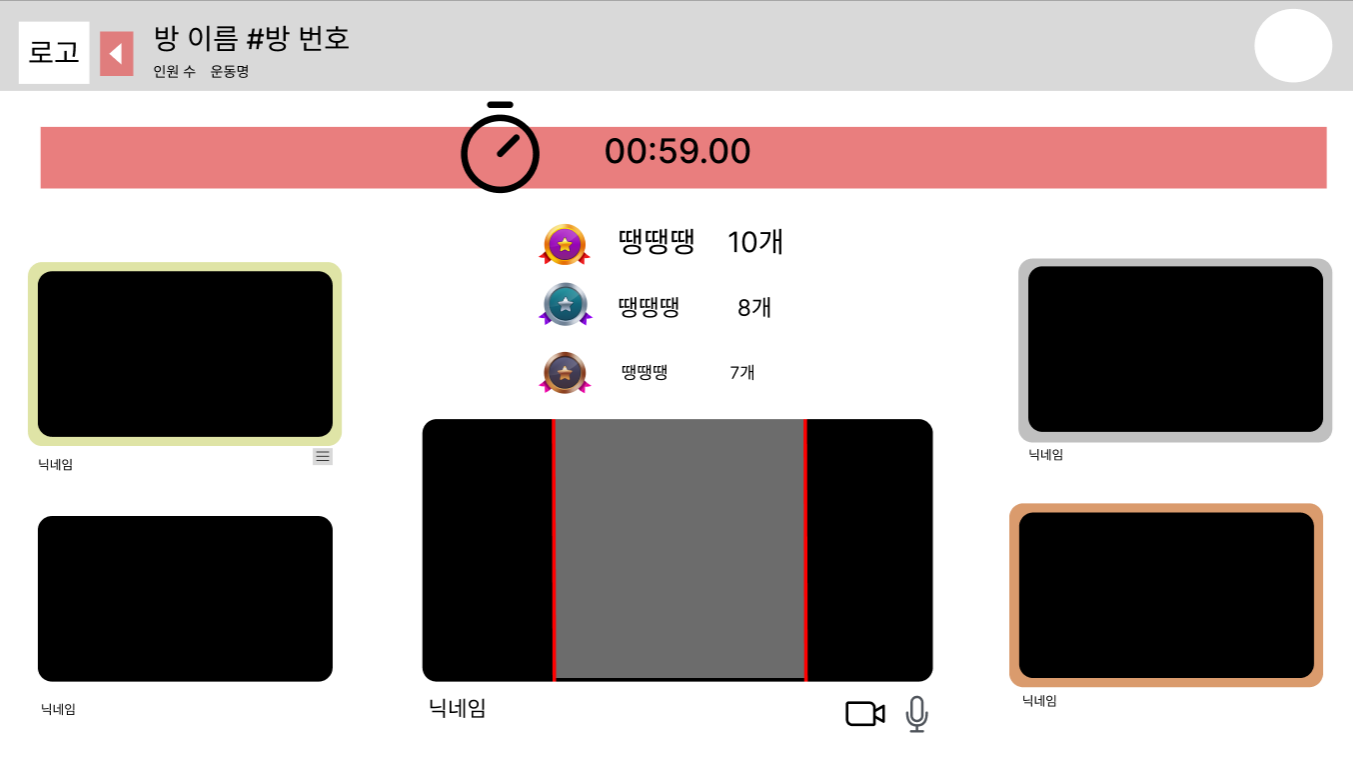 로고
방 이름 #방 번호
인원 수 운동명
00:59.00
땡땡땡 10개
땡땡땡 8개
땡땡땡 7개
닉네임
닉네임
닉네임
닉네임
닉네임